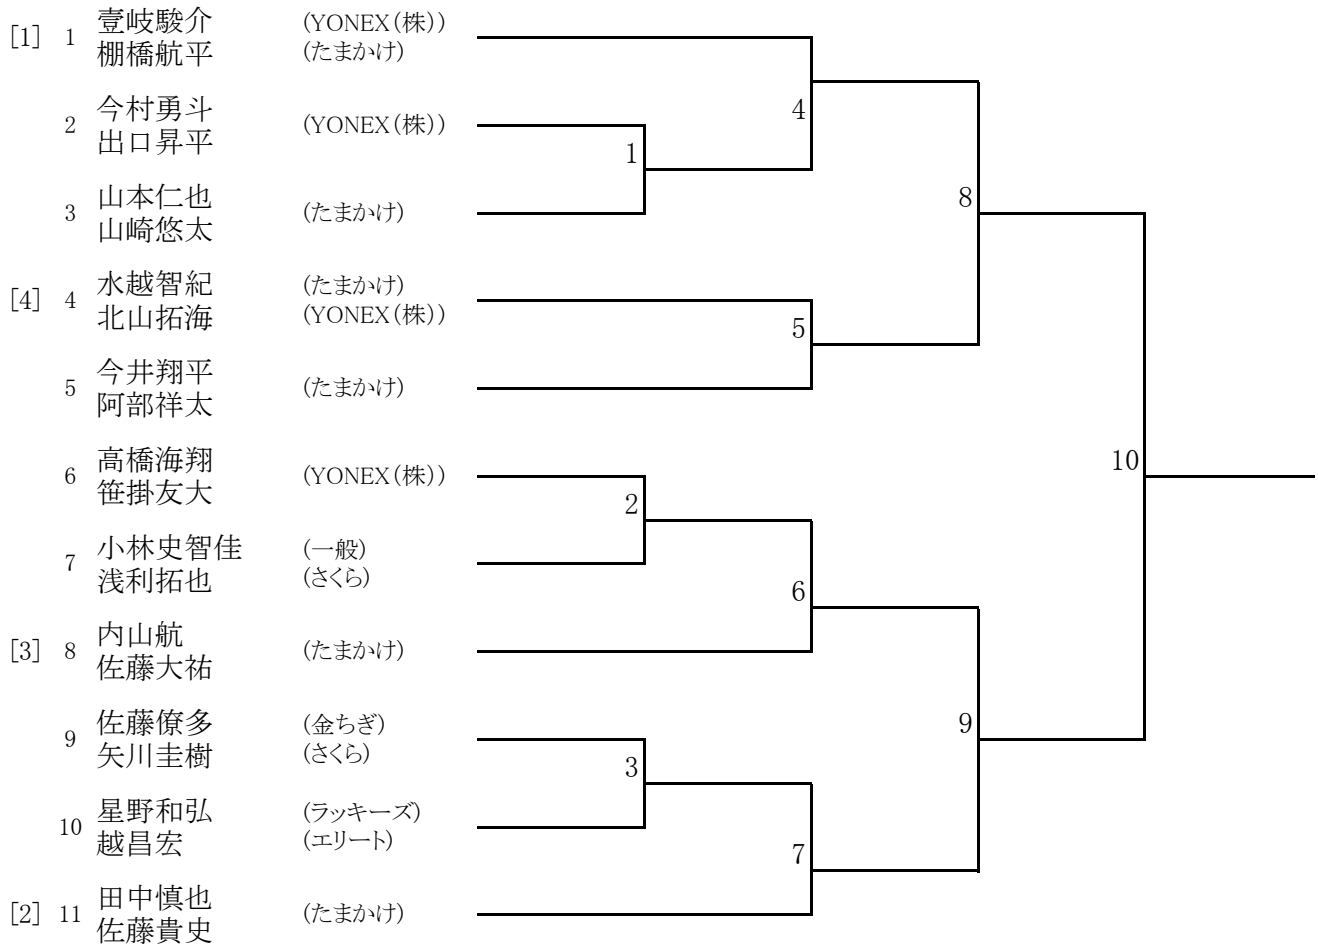 [1] 1 壹岐駿介 (YONEX(株))
棚橋航平 (たまかけ)
2 今村勇斗 (YONEX(株))
出口昇平
3 山本仁也 (たまかけ)
山崎悠太
[4] 4 水越智紀 (たまかけ)
北山拓海 (YONEX(株))
5 今井翔平 (たまかけ)
阿部祥太
6 高橋海翔 (YONEX(株))
笹掛友大
7 小林史智佳 (一般)
浅利拓也 (さくら)
[3] 8 内山航 (たまかけ)
佐藤大祐
9 佐藤僚多 (金ちぎ)
矢川圭樹 (さくら)
10 星野和弘 (ラッキーズ)
越昌宏 (エリート)
[2] 11 田中慎也 (たまかけ)
佐藤貴史
1
2
3
4
5
6
7
8
9
10